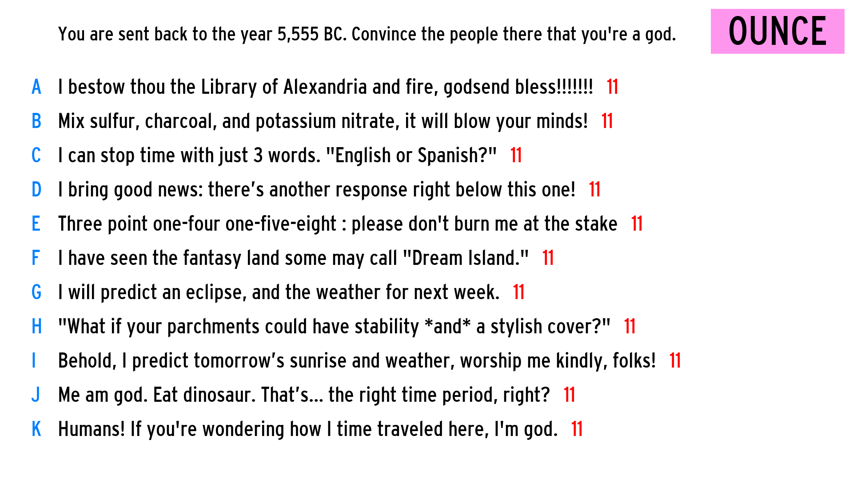 You are sent back to the year 5,555 BC. Convince the people there that you're a god.
OUNCE
A I bestow thou the Library of Alexandria and fire, godsend bless!!!!!!! 11
B Mix sulfur, charcoal, and potassium nitrate, it will blow your minds! 11
C I can stop time with just 3 words. "English or Spanish?" 11
D I bring good news: there's another response right below this one! 11
E Three point one-four one-five-eight : please don't burn me at the stake 11
F I have seen the fantasy land some may call "Dream Island." 11
G I will predict an eclipse, and the weather for next week. 11
H "What if your parchments could have stability *and* a stylish cover?" 11
I Behold, I predict tomorrow's sunrise and weather, worship me kindly, folks! 11
J Me am god. Eat dinosaur. That's... the right time period, right? 11
K Humans! If you're wondering how I time traveled here, I'm god. 11